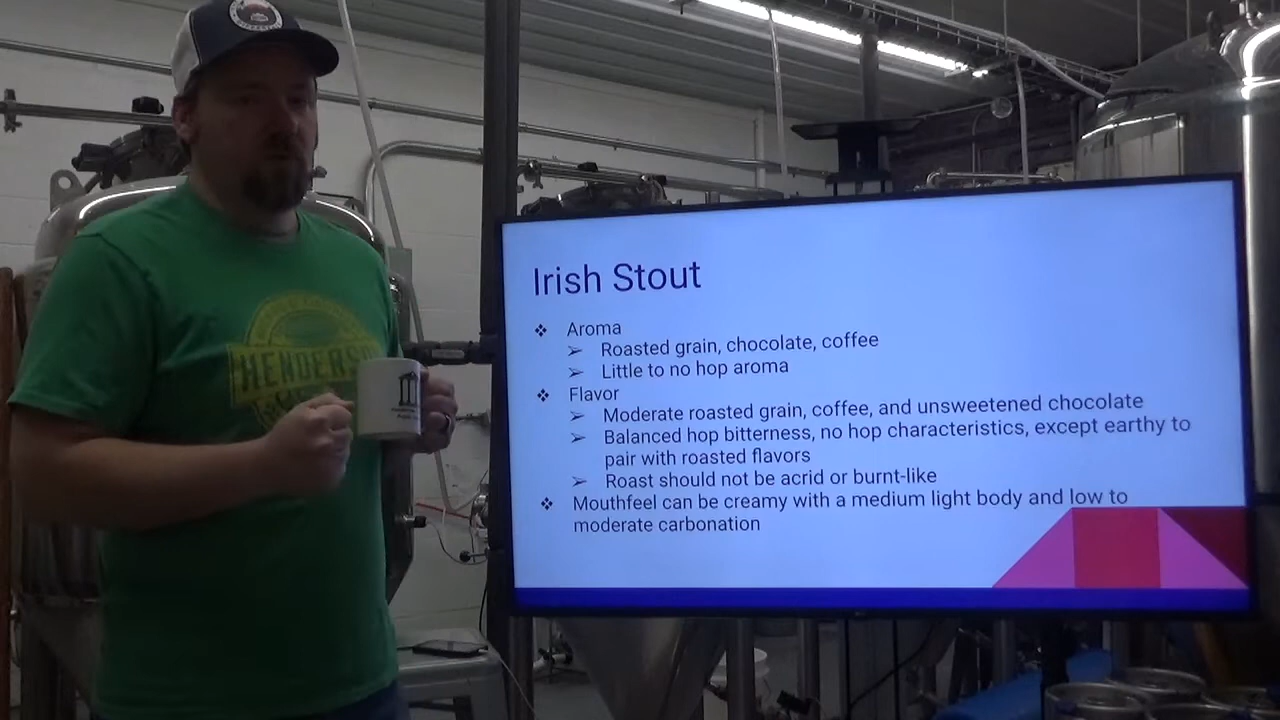 Irish Stout
❖ Aroma
➢ Roasted grain, chocolate, coffee
➢ Little to no hop aroma
❖ Flavor
➢ Moderate roasted grain, coffee, and unsweetened chocolate
➢ Balanced hop bitterness, no hop characteristics, except earthy to
pair with roasted flavors
➢ Roast should not be acrid or burnt-like
❖ Mouthfeel can be creamy with a medium light body and low to
moderate carbonation